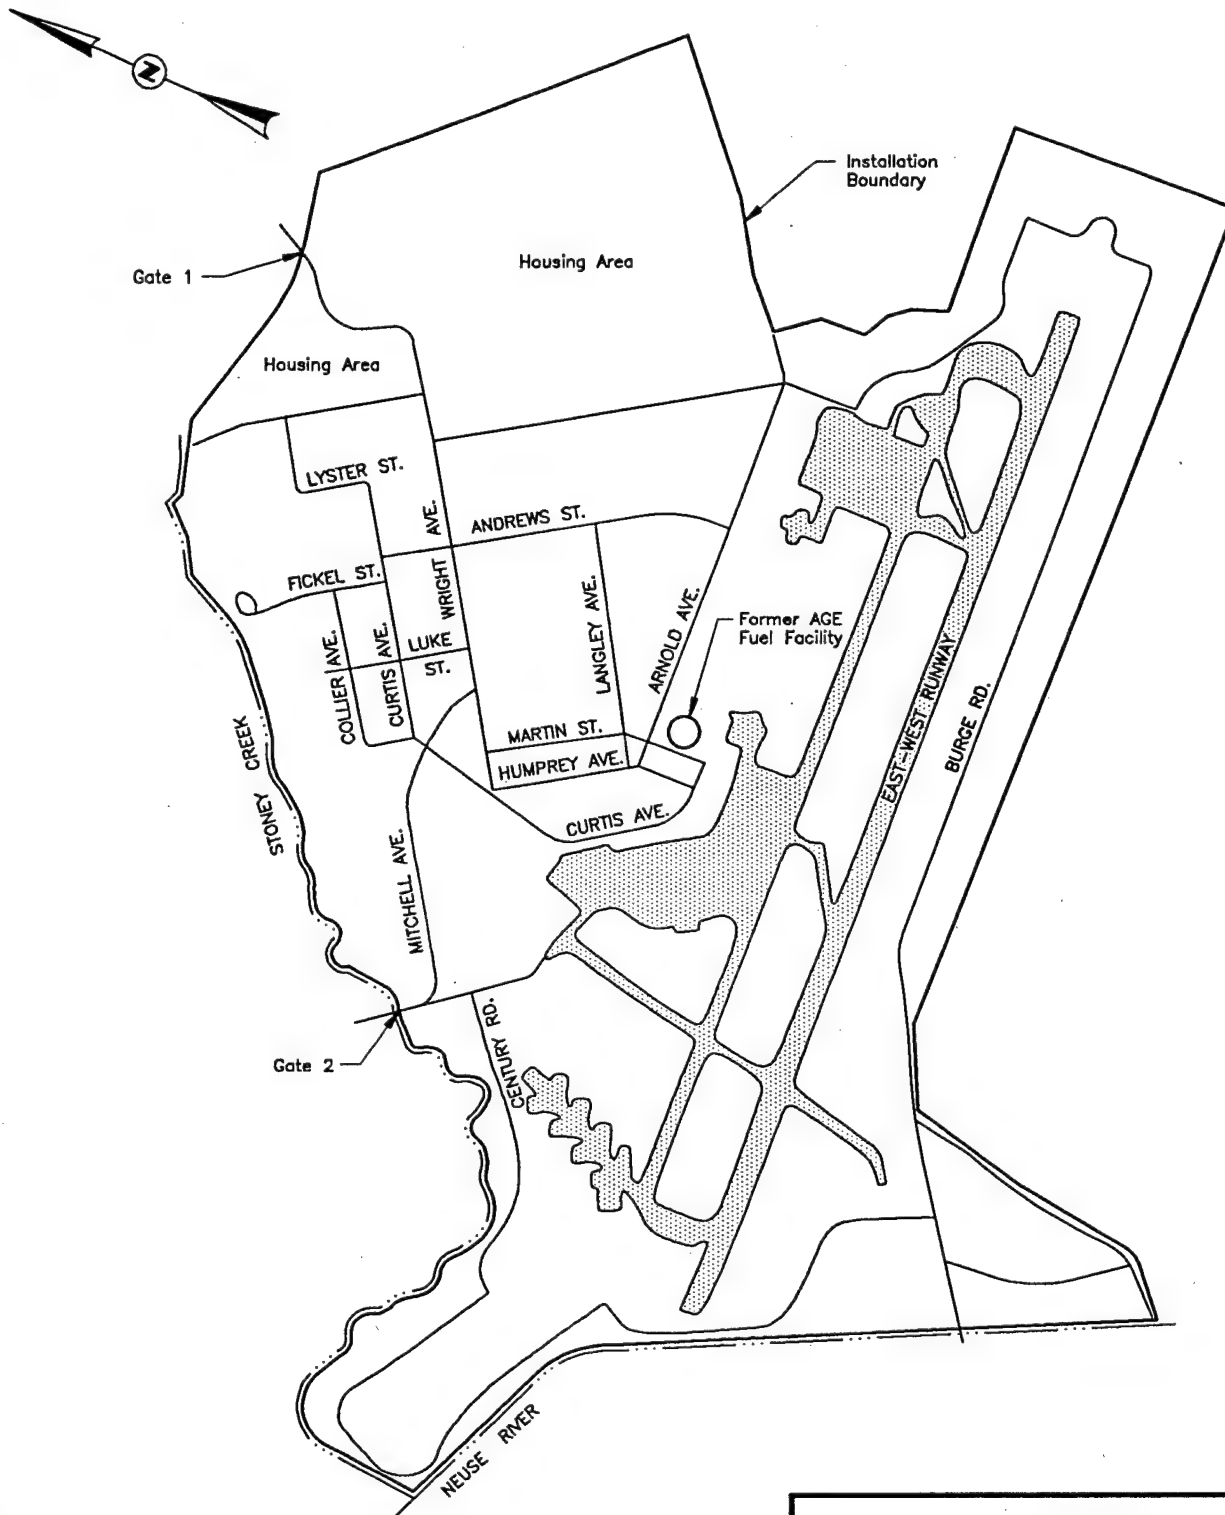 N
Installation
Boundary
Gate 1
Housing Area
Housing Area
LYSTER ST.
WRIGHT AVE.
ANDREWS ST.
FICKEL ST.
COLLIER AVE.
CURTIS AVE.
LUKE
ST.
LANGLEY AVE.
ARNOLD AVE.
Former AGE
Fuel Facility
MARTIN ST.
HUMPREY AVE.
CURTIS AVE.
EAST-WEST RUNWAY
BURGE RD.
STONEY CREEK
MITCHELL AVE.
Gate 2
CENTURY RD.
NEUSE RIVER